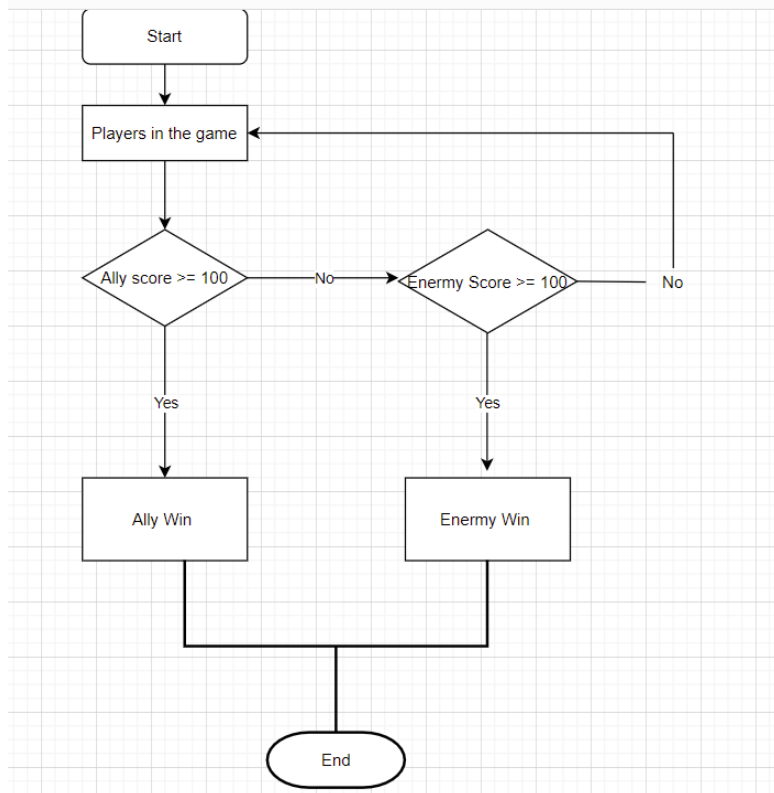 Start
Players in the game
Ally score >= 100
No
Enermy Score >= 100
No
Yes
Yes
Ally Win
Enermy Win
End